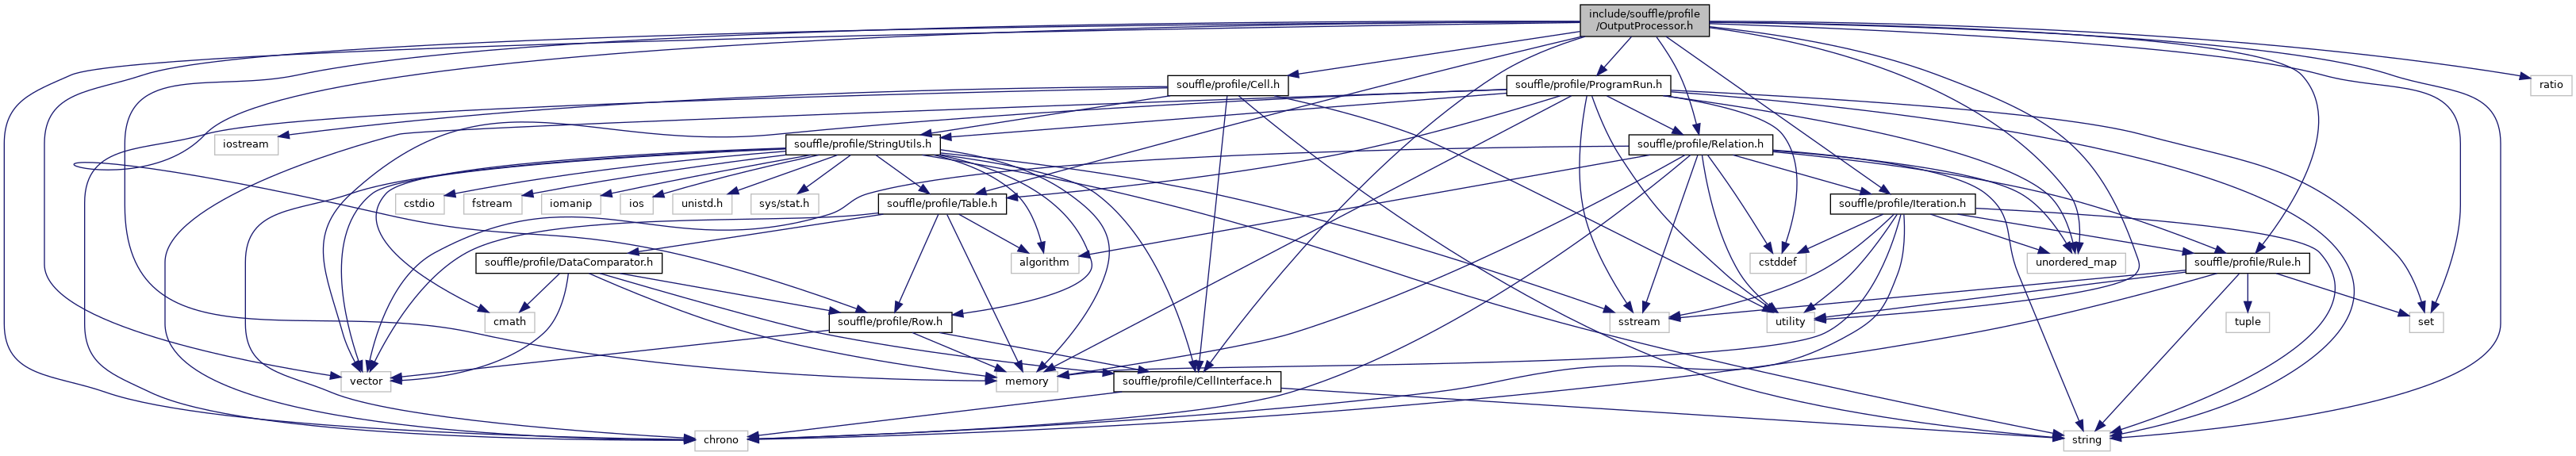 include/souffle/profile
/OutputProcessor.h
souffle/profile/Cell.h
souffle/profile/ProgramRun.h
ratio
iostream
souffle/profile/StringUtils.h
souffle/profile/Relation.h
cstdio
fstream
iomanip
ios
unistd.h
sys/stat.h
souffle/profile/Table.h
souffle/profile/Iteration.h
souffle/profile/DataComparator.h
algorithm
cstddef
unordered_map
souffle/profile/Rule.h
cmath
souffle/profile/Row.h
sstream
utility
tuple
set
vector
memory
souffle/profile/CellInterface.h
chrono
string